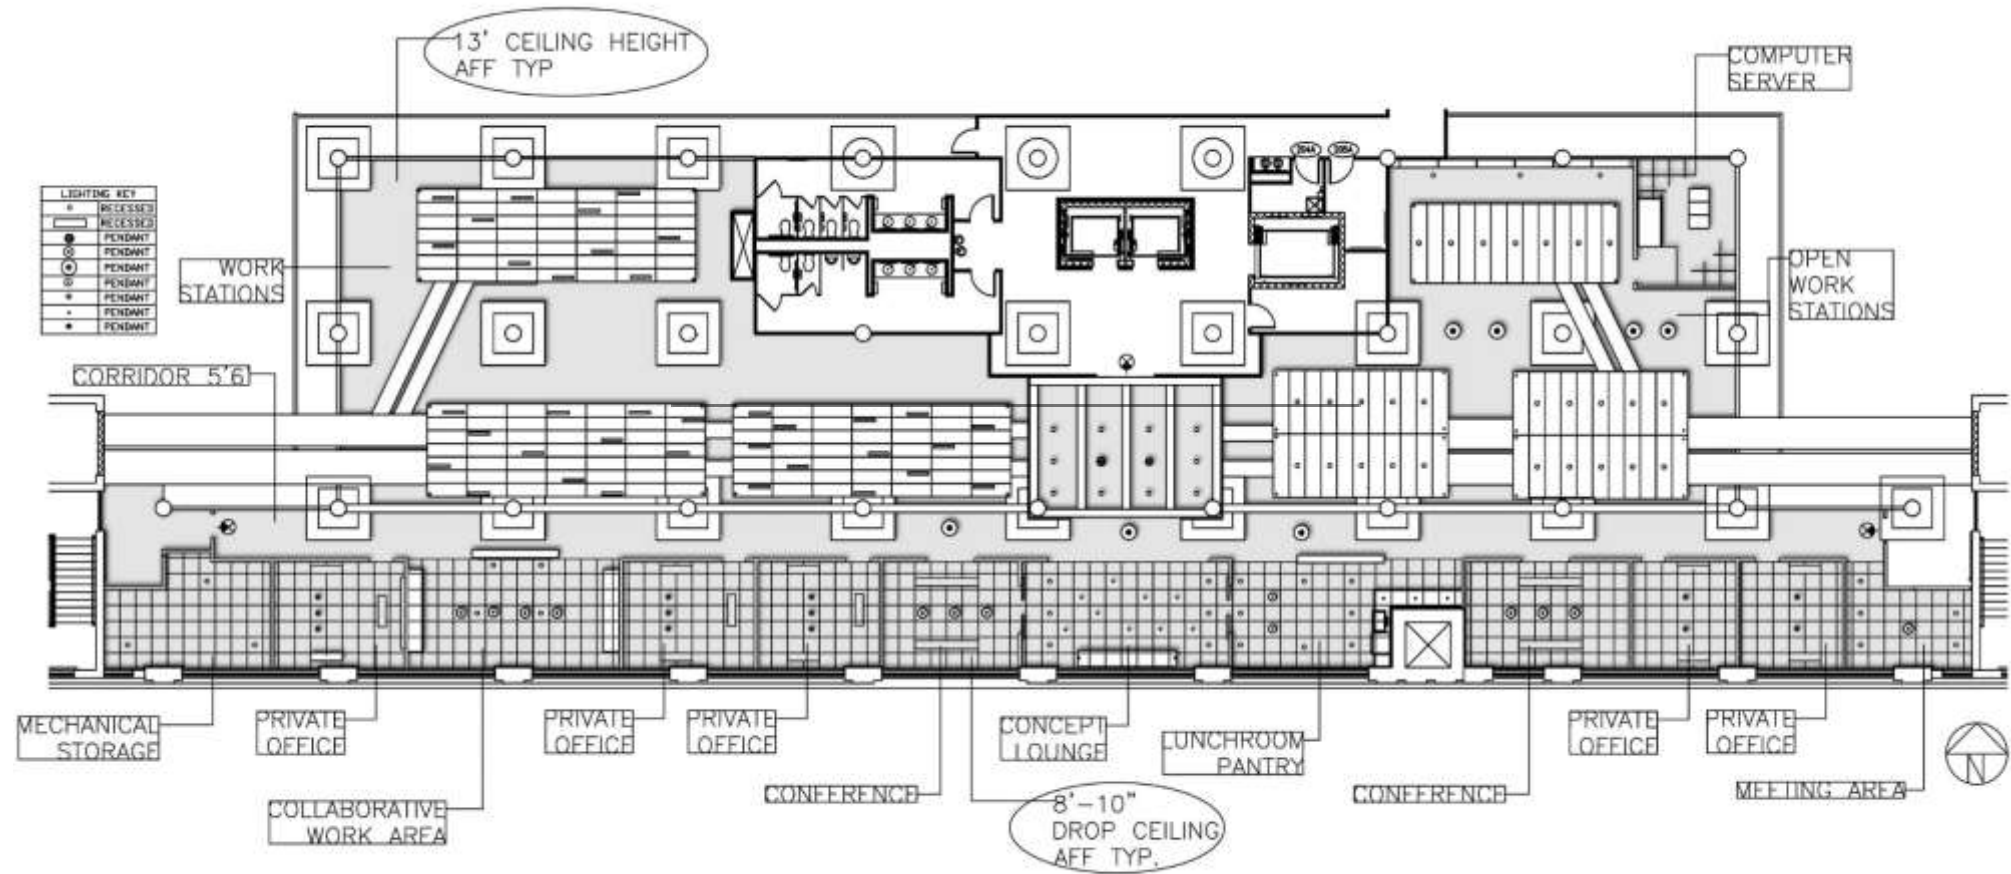 13' CEILING HEIGHT
AFF TYP
COMPUTER
SERVER
204A
205A
LIGHTING KEY
RECESSED
RECESSED
PENDANT
PENDANT
PENDANT
PENDANT
PENDANT
PENDANT
PENDANT
WORK
STATIONS
OPEN
WORK
STATIONS
CORRIDOR 5'6
MECHANICAL
STORAGE
PRIVATE
OFFICE
PRIVATE
OFFICE
PRIVATE
OFFICE
CONCEPT
LOUNGE
LUNCHROOM
PANTRY
PRIVATE
OFFICE
PRIVATE
OFFICE
COLLABORATIVE
WORK AREA
CONFERENCE
8'-10"
DROP CEILING
AFF TYP.
CONFERENCE
MEETING AREA
N